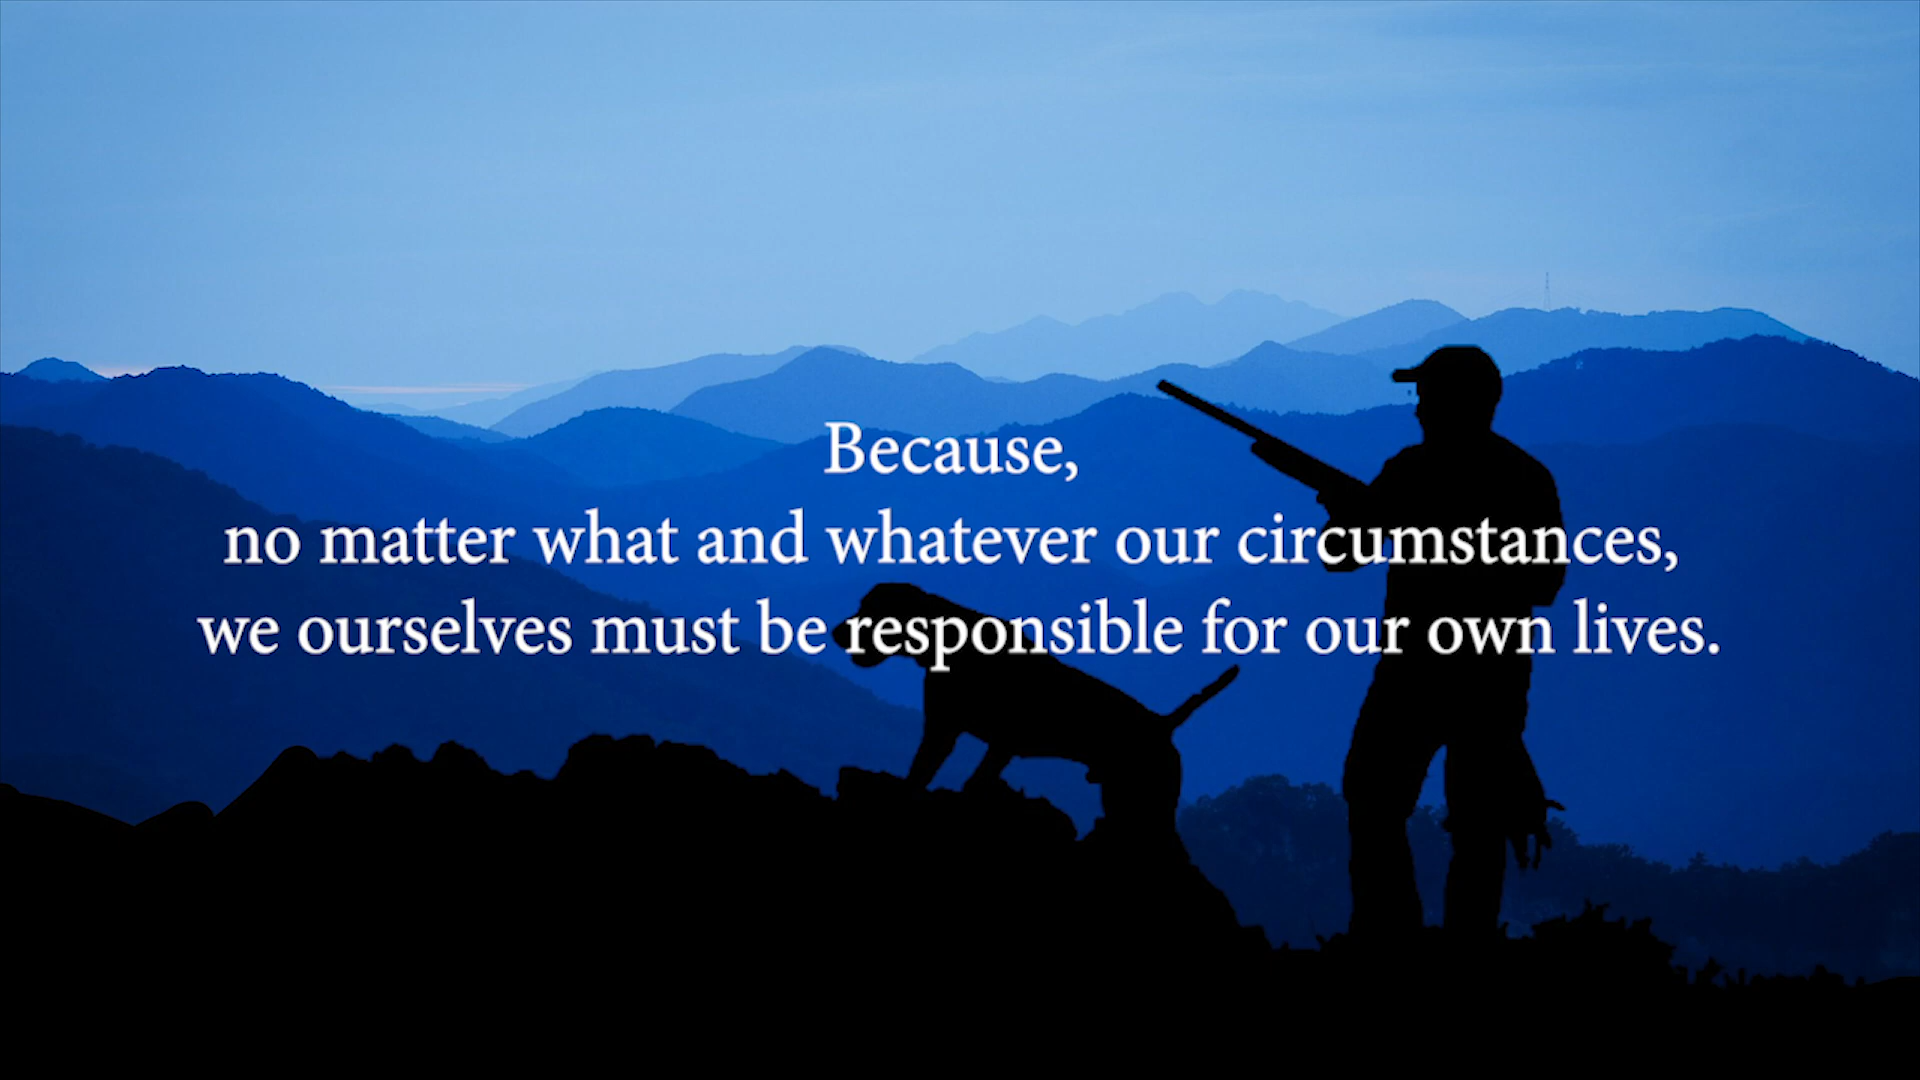 Because,
no matter what and whatever our circumstances,
we ourselves must be responsible for our own lives.